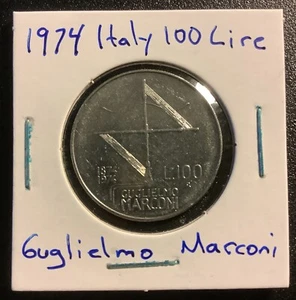 1974 Italy 100 Lire
1874
1974
L.100
R
GUGLIELMO
MARCONI
Guglielmo Marconi